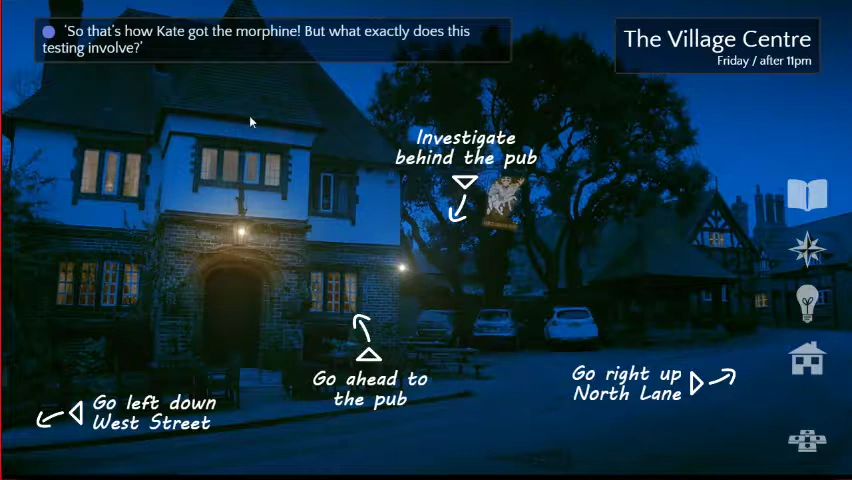 'So that's how Kate got the morphine! But what exactly does this
testing involve?'
The Village Centre
Friday / after 11pm
Investigate
behind the pub
Go ahead to
the pub
Go right up
North Lane
Go left down
West Street